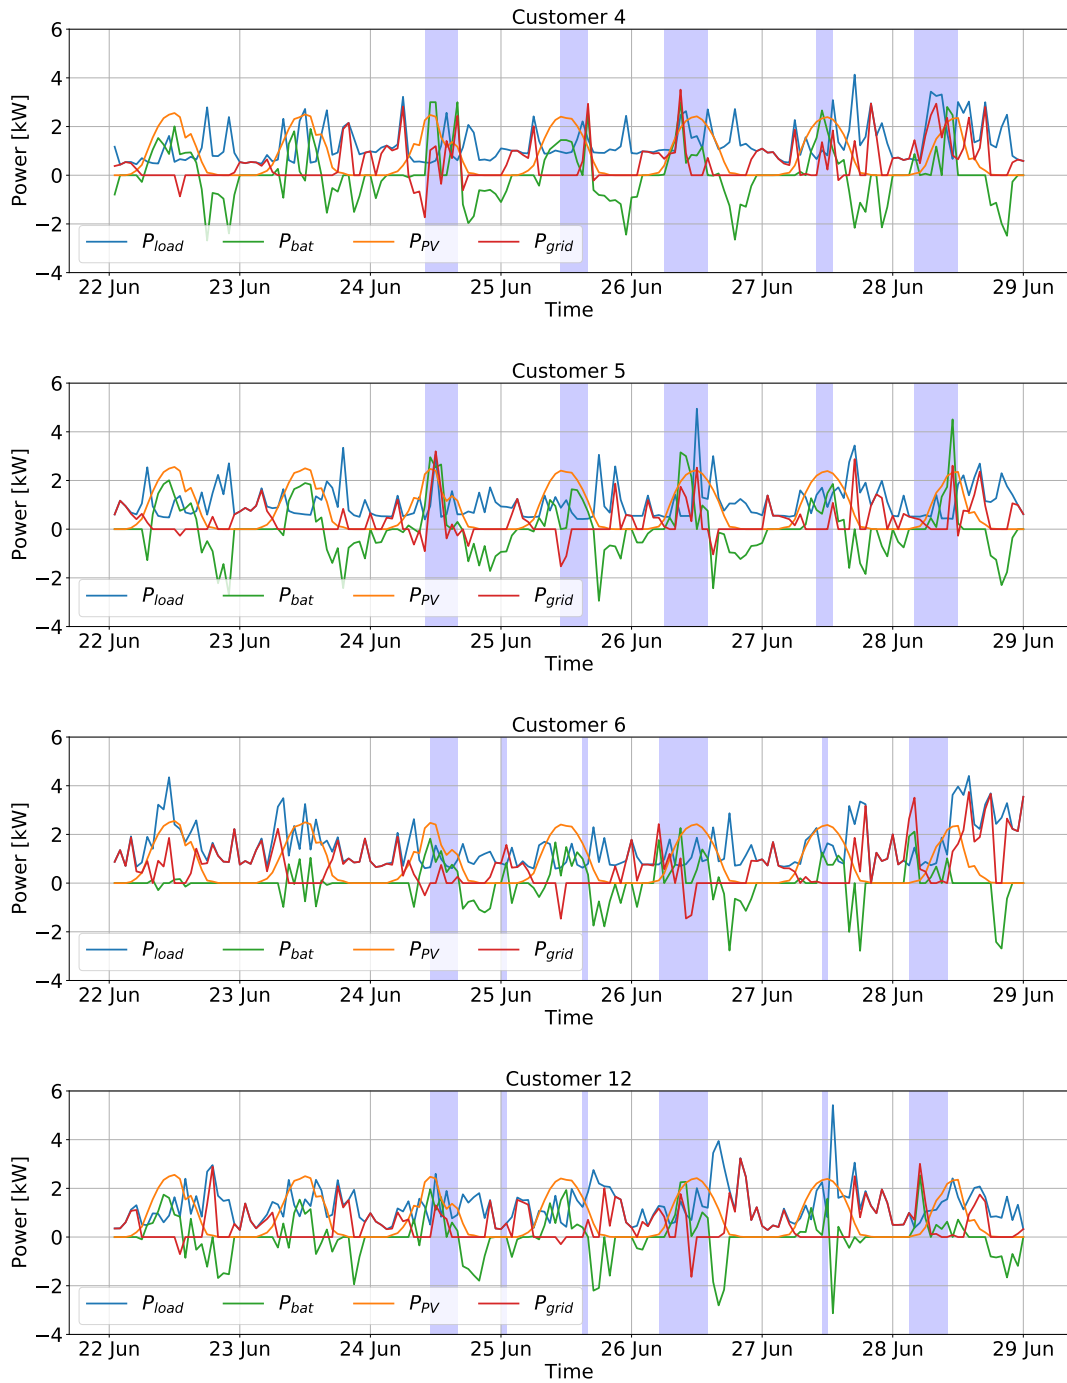 Customer 4
6
4
2
0
−2
−4
Power [kW]
P_load P_bat P_PV P_grid
22 Jun 23 Jun 24 Jun 25 Jun 26 Jun 27 Jun 28 Jun 29 Jun
Time
Customer 5
6
4
2
0
−2
−4
Power [kW]
P_load P_bat P_PV P_grid
22 Jun 23 Jun 24 Jun 25 Jun 26 Jun 27 Jun 28 Jun 29 Jun
Time
Customer 6
6
4
2
0
−2
−4
Power [kW]
P_load P_bat P_PV P_grid
22 Jun 23 Jun 24 Jun 25 Jun 26 Jun 27 Jun 28 Jun 29 Jun
Time
Customer 12
6
4
2
0
−2
−4
Power [kW]
P_load P_bat P_PV P_grid
22 Jun 23 Jun 24 Jun 25 Jun 26 Jun 27 Jun 28 Jun 29 Jun
Time